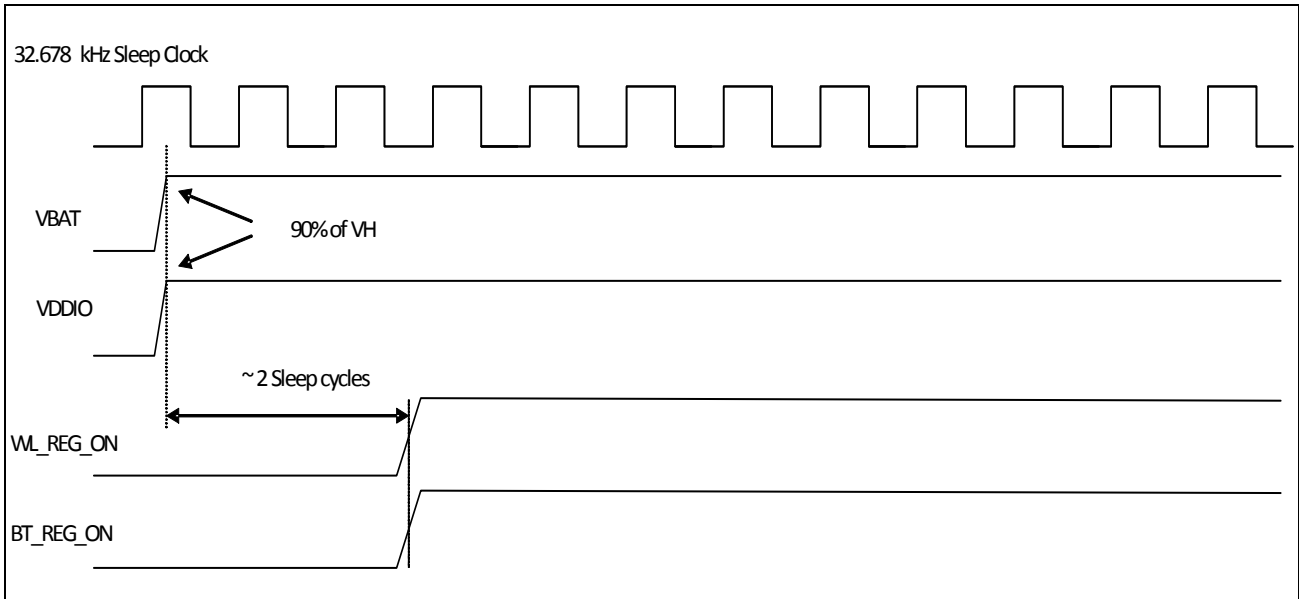 32.678 kHz Sleep Clock
VBAT
90% of VH
VDDIO
~ 2 Sleep cycles
WL_REG_ON
BT_REG_ON